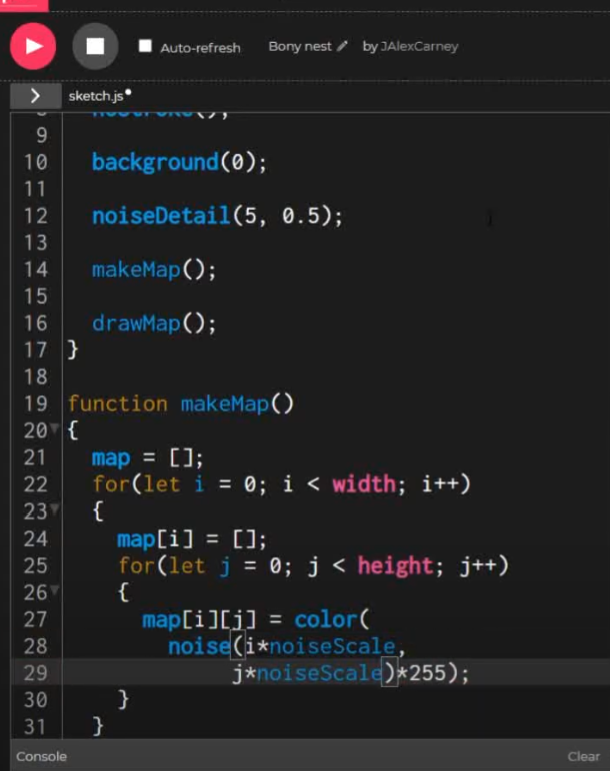 Auto-refresh Bony nest by JAlexCarney
sketch.js
9
10 background(0);
11
12 noiseDetail(5, 0.5);
13
14 makeMap();
15
16 drawMap();
17 }
18
19 function makeMap()
20 {
21 map = [];
22 for(let i = 0; i < width; i++)
23 {
24 map[i] = [];
25 for(let j = 0; j < height; j++)
26 {
27 map[i][j] = color(
28 noise(i*noiseScale,
29 j*noiseScale)*255);
30 }
31 }
Console Clear